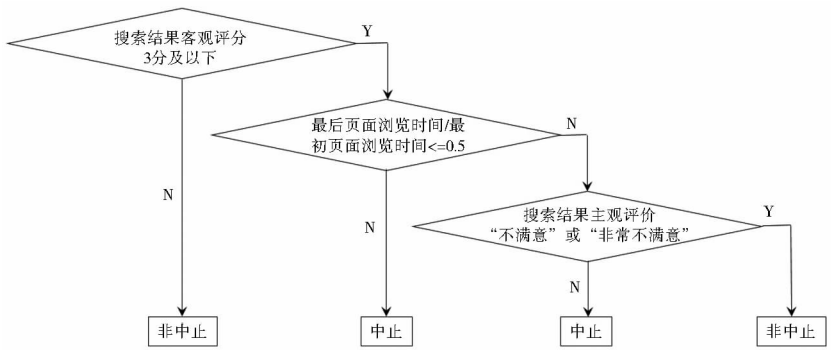 搜索结果客观评分
3分及以下
Y
最后页面浏览时间/最
初页面浏览时间<=0.5
N
N
搜索结果主观评价
“不满意”或“非常不满意”
Y
N
N
非中止
中止
中止
非中止